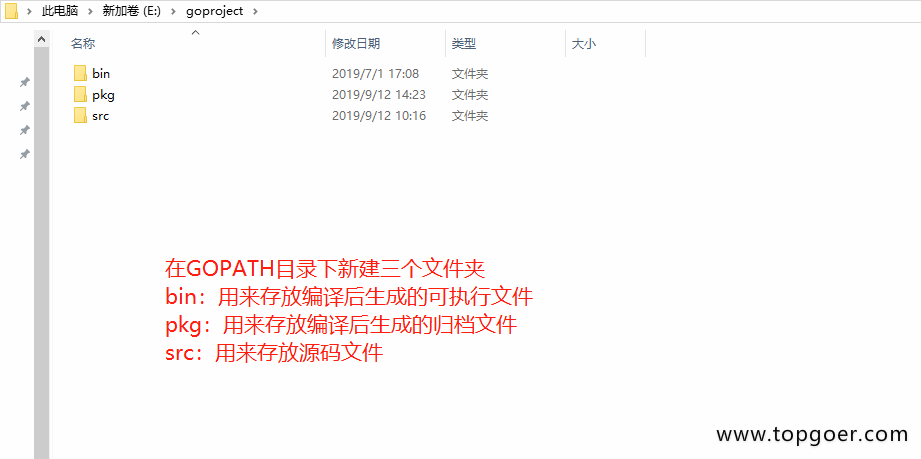 此电脑 > 新加卷 (E:) > goproject >
名称 修改日期 类型 大小
bin 2019/7/1 17:08 文件夹
pkg 2019/9/12 14:23 文件夹
src 2019/9/12 10:16 文件夹
在GOPATH目录下新建三个文件夹
bin：用来存放编译后生成的可执行文件
pkg：用来存放编译后生成的归档文件
src：用来存放源码文件
www.topgoer.com